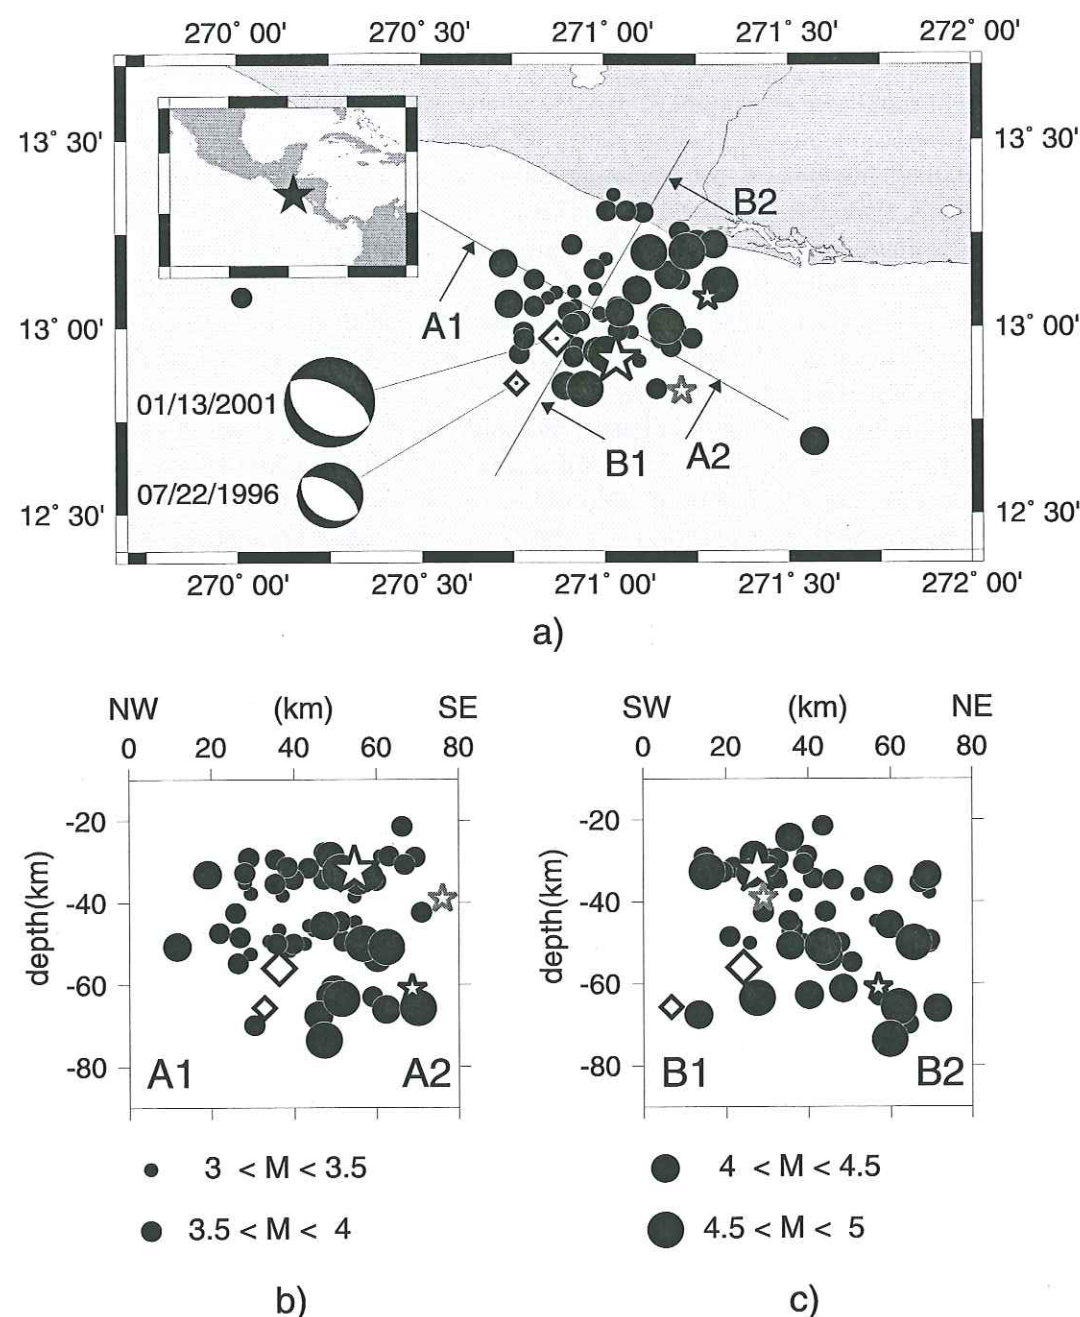 270° 00' 270° 30' 271° 00' 271° 30' 272° 00'
13° 30' 13° 30'
B2
A1
13° 00' 13° 00'
01/13/2001
B1 A2
07/22/1996
12° 30' 12° 30'
270° 00' 270° 30' 271° 00' 271° 30' 272° 00'
a)
NW (km) SE
0 20 40 60 80
-20
-40
-60
-80
depth(km)
A1 A2
SW (km) NE
0 20 40 60 80
-20
-40
-60
-80
depth(km)
B1 B2
3 < M < 3.5
3.5 < M < 4
4 < M < 4.5
4.5 < M < 5
b) c)